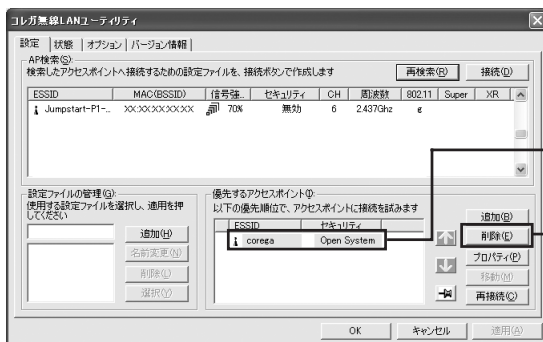 コレガ無線LANユーティリティ
設定 状態 オプション バージョン情報
AP検索(S):
検索したアクセスポイントへ接続するための設定ファイルを、接続ボタンで作成します
再検索(R) 接続(D)
ESSID MAC(BSSID) 信号強.. セキュリティ CH 周波数 802.11 Super XR
Jumpstart-P1-... XX:XX:XX:XX:XX 70% 無効 6 2.437Ghz g
設定ファイルの管理(G):
使用する設定ファイルを選択し、適用を押
してください
追加(H)
名前変更(N)
削除(L)
選択(Y)
優先するアクセスポイント(I):
以下の優先順位で、アクセスポイントに接続を試みます
ESSID セキュリティ
corega Open System
追加(B)
削除(E)
プロパティ(P)
移動(M)
再接続(C)
OK キャンセル 適用(A)